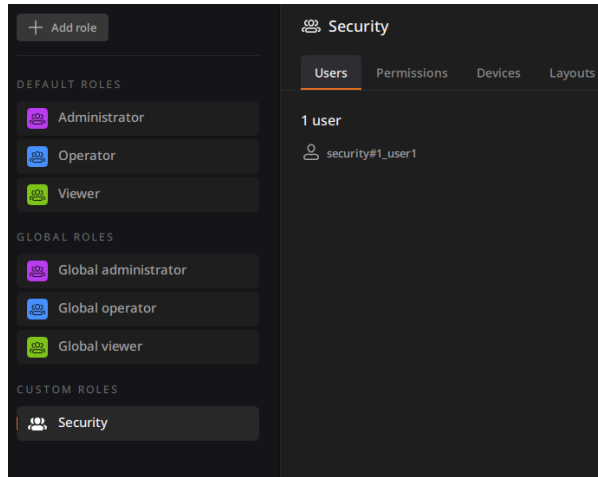 Add role
DEFAULT ROLES
Administrator
Operator
Viewer
GLOBAL ROLES
Global administrator
Global operator
Global viewer
CUSTOM ROLES
Security
Security
Users Permissions Devices Layouts
1 user
security#1_user1